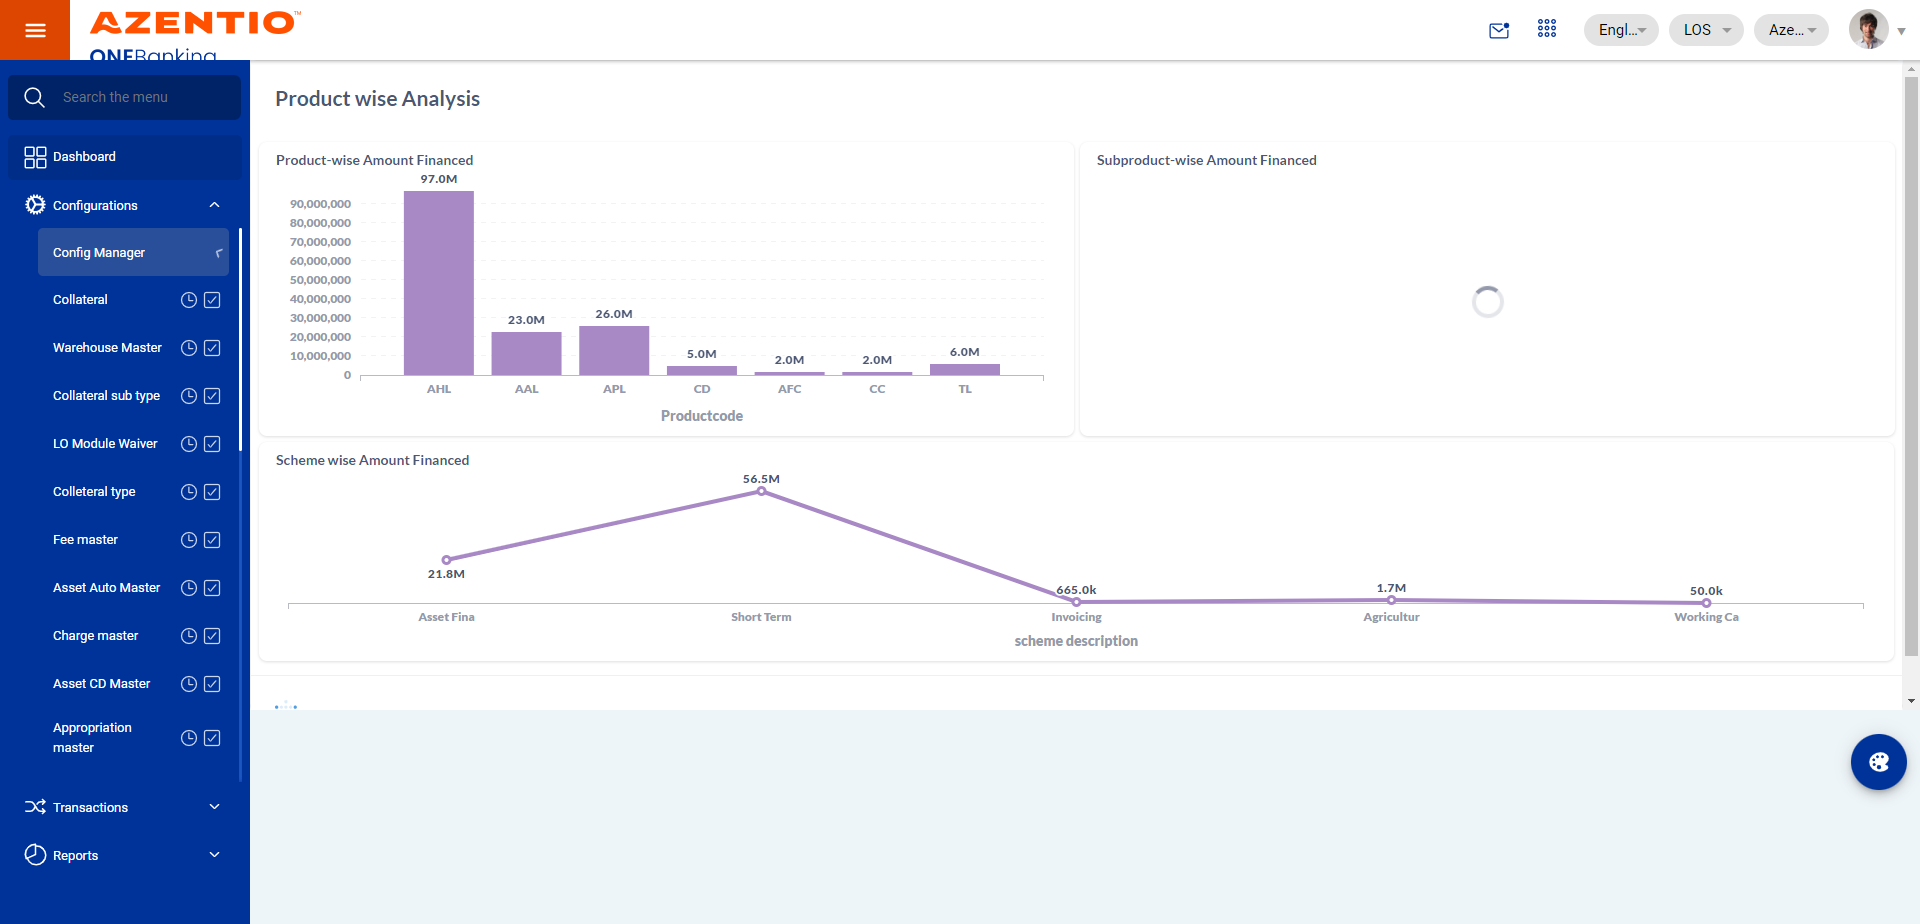 AZENTIO™
ONEBanking
Engl...
LOS
Aze...
Search the menu
Dashboard
Configurations
Config Manager
Collateral
Warehouse Master
Collateral sub type
LO Module Waiver
Colleteral type
Fee master
Asset Auto Master
Charge master
Asset CD Master
Appropriation
master
Transactions
Reports
Product wise Analysis
Product-wise Amount Financed
97.0M
90,000,000
80,000,000
70,000,000
60,000,000
50,000,000
40,000,000
30,000,000
20,000,000
10,000,000
0
23.0M
26.0M
5.0M
2.0M
2.0M
6.0M
AHL
AAL
APL
CD
AFC
CC
TL
Productcode
Subproduct-wise Amount Financed
Scheme wise Amount Financed
56.5M
21.8M
665.0k
1.7M
50.0k
Asset Fina
Short Term
Invoicing
Agricultur
Working Ca
scheme description